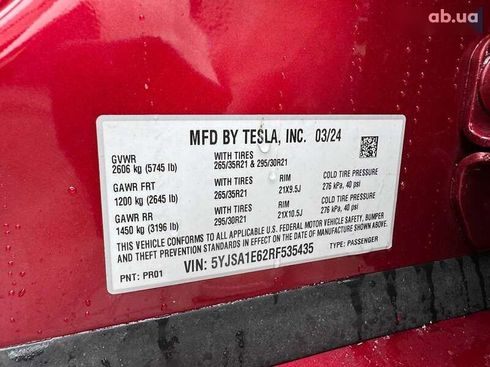 ab.ua
MFD BY TESLA, INC. 03/24
GVWR WITH TIRES
2606 kg (5745 lb) 265/35R21 & 295/30R21
GAWR FRT WITH TIRES RIM COLD TIRE PRESSURE
1200 kg (2645 lb) 265/35R21 21X9.5J 276 kPa, 40 psi
GAWR RR WITH TIRES RIM COLD TIRE PRESSURE
1450 kg (3196 lb) 295/30R21 21X10.5J 276 kPa, 40 psi
THIS VEHICLE CONFORMS TO ALL APPLICABLE U.S. FEDERAL MOTOR VEHICLE SAFETY, BUMPER
AND THEFT PREVENTION STANDARDS IN EFFECT ON THE DATE OF MANUFACTURE SHOWN ABOVE.
PNT: PR01 VIN: 5YJSA1E62RF535435 TYPE: PASSENGER